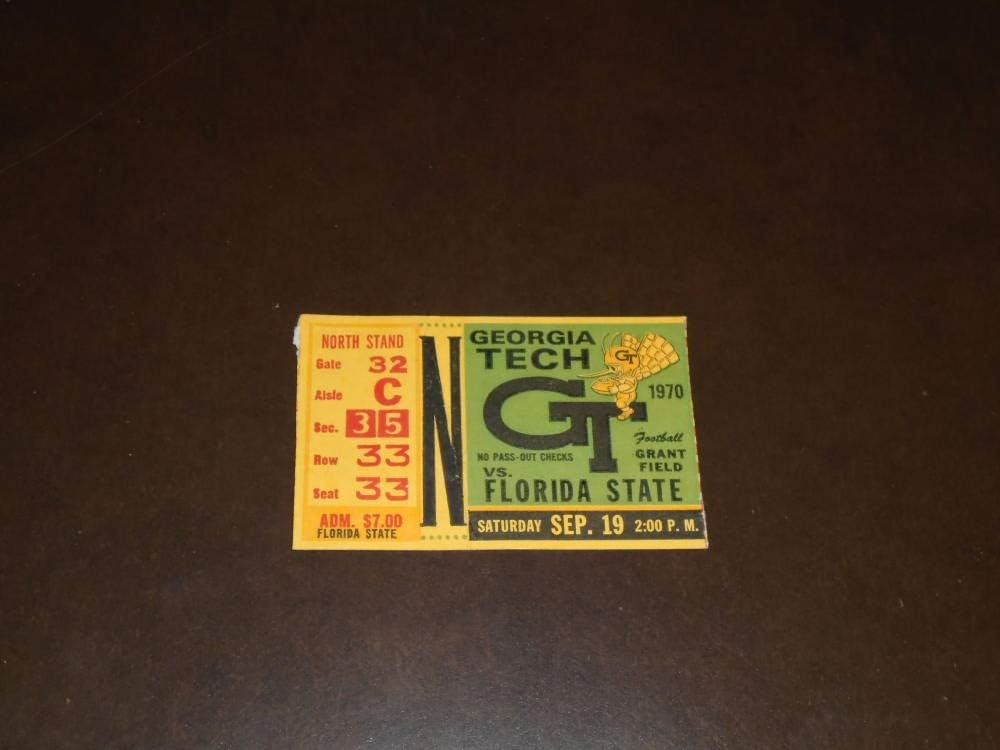 NORTH STAND
Gate 32
Aisle C
Sec. 35
Row 33
Seat 33
ADM. $7.00
FLORIDA STATE
N
GEORGIA
TECH
GT
GT
1970
Football
GRANT
FIELD
NO PASS-OUT CHECKS
VS.
FLORIDA STATE
SATURDAY SEP. 19 2:00 P. M.